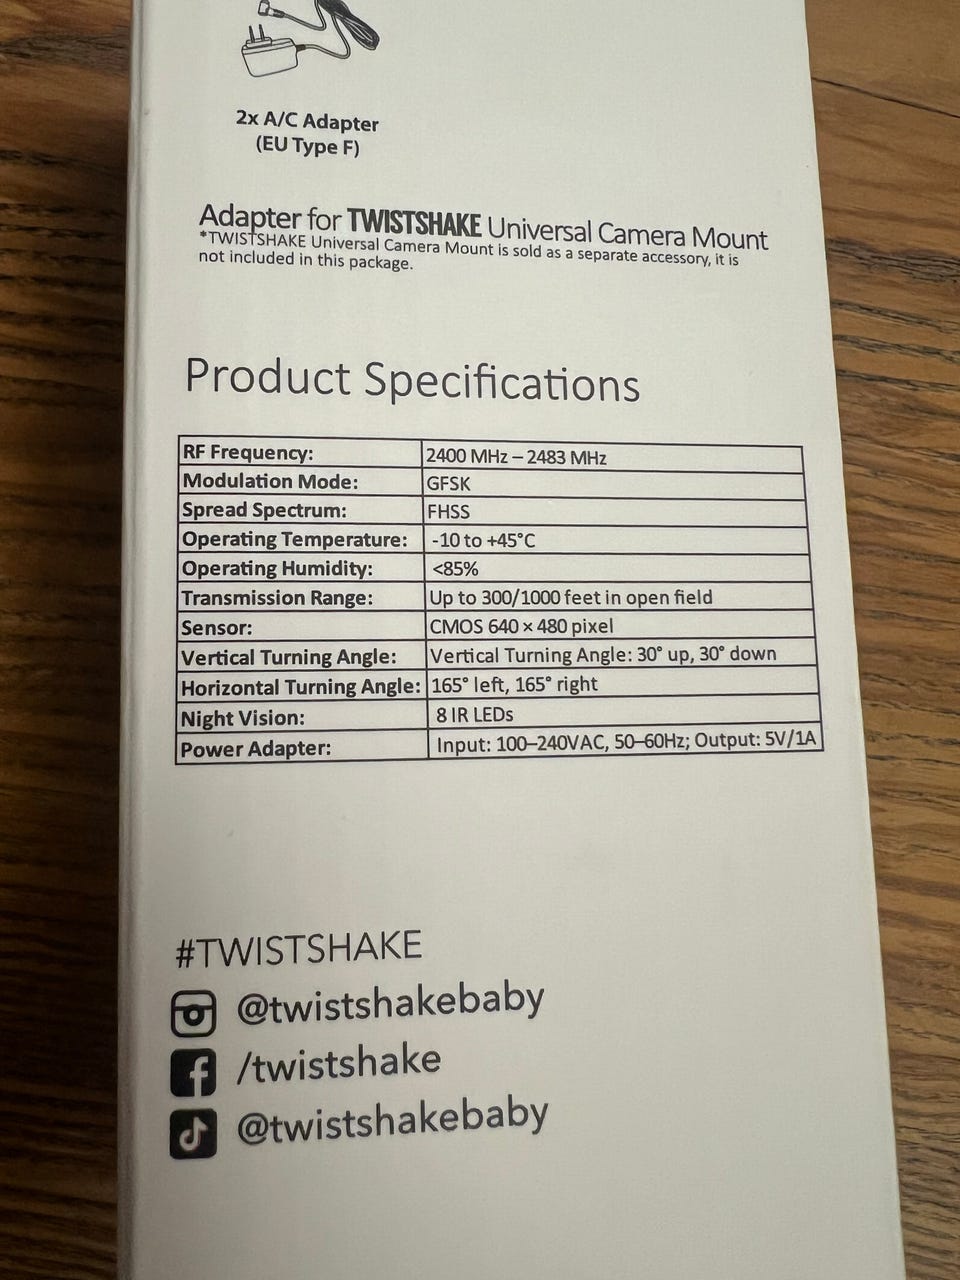 2x A/C Adapter
(EU Type F)
Adapter for TWISTSHAKE Universal Camera Mount
*TWISTSHAKE Universal Camera Mount is sold as a separate accessory, it is
not included in this package.
Product Specifications
RF Frequency: 2400 MHz – 2483 MHz
Modulation Mode: GFSK
Spread Spectrum: FHSS
Operating Temperature: -10 to +45°C
Operating Humidity: <85%
Transmission Range: Up to 300/1000 feet in open field
Sensor: CMOS 640 × 480 pixel
Vertical Turning Angle: Vertical Turning Angle: 30° up, 30° down
Horizontal Turning Angle: 165° left, 165° right
Night Vision: 8 IR LEDs
Power Adapter: Input: 100–240VAC, 50–60Hz; Output: 5V/1A
#TWISTSHAKE
@twistshakebaby
/twistshake
@twistshakebaby